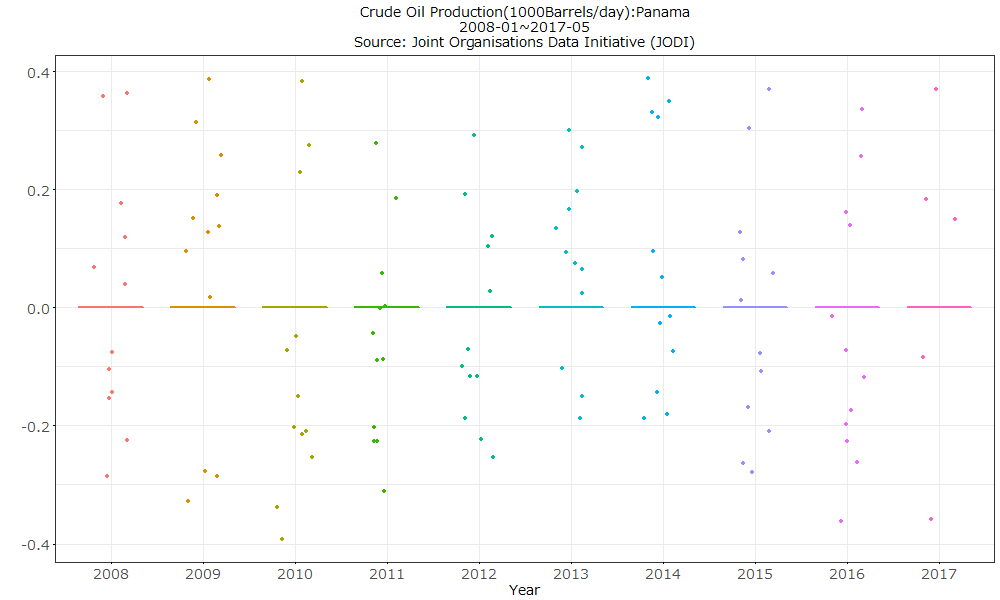 Crude Oil Production(1000Barrels/day):Panama
2008-01~2017-05
Source: Joint Organisations Data Initiative (JODI)
0.4
0.2
0.0
-0.2
-0.4
2008 2009 2010 2011 2012 2013 2014 2015 2016 2017
Year